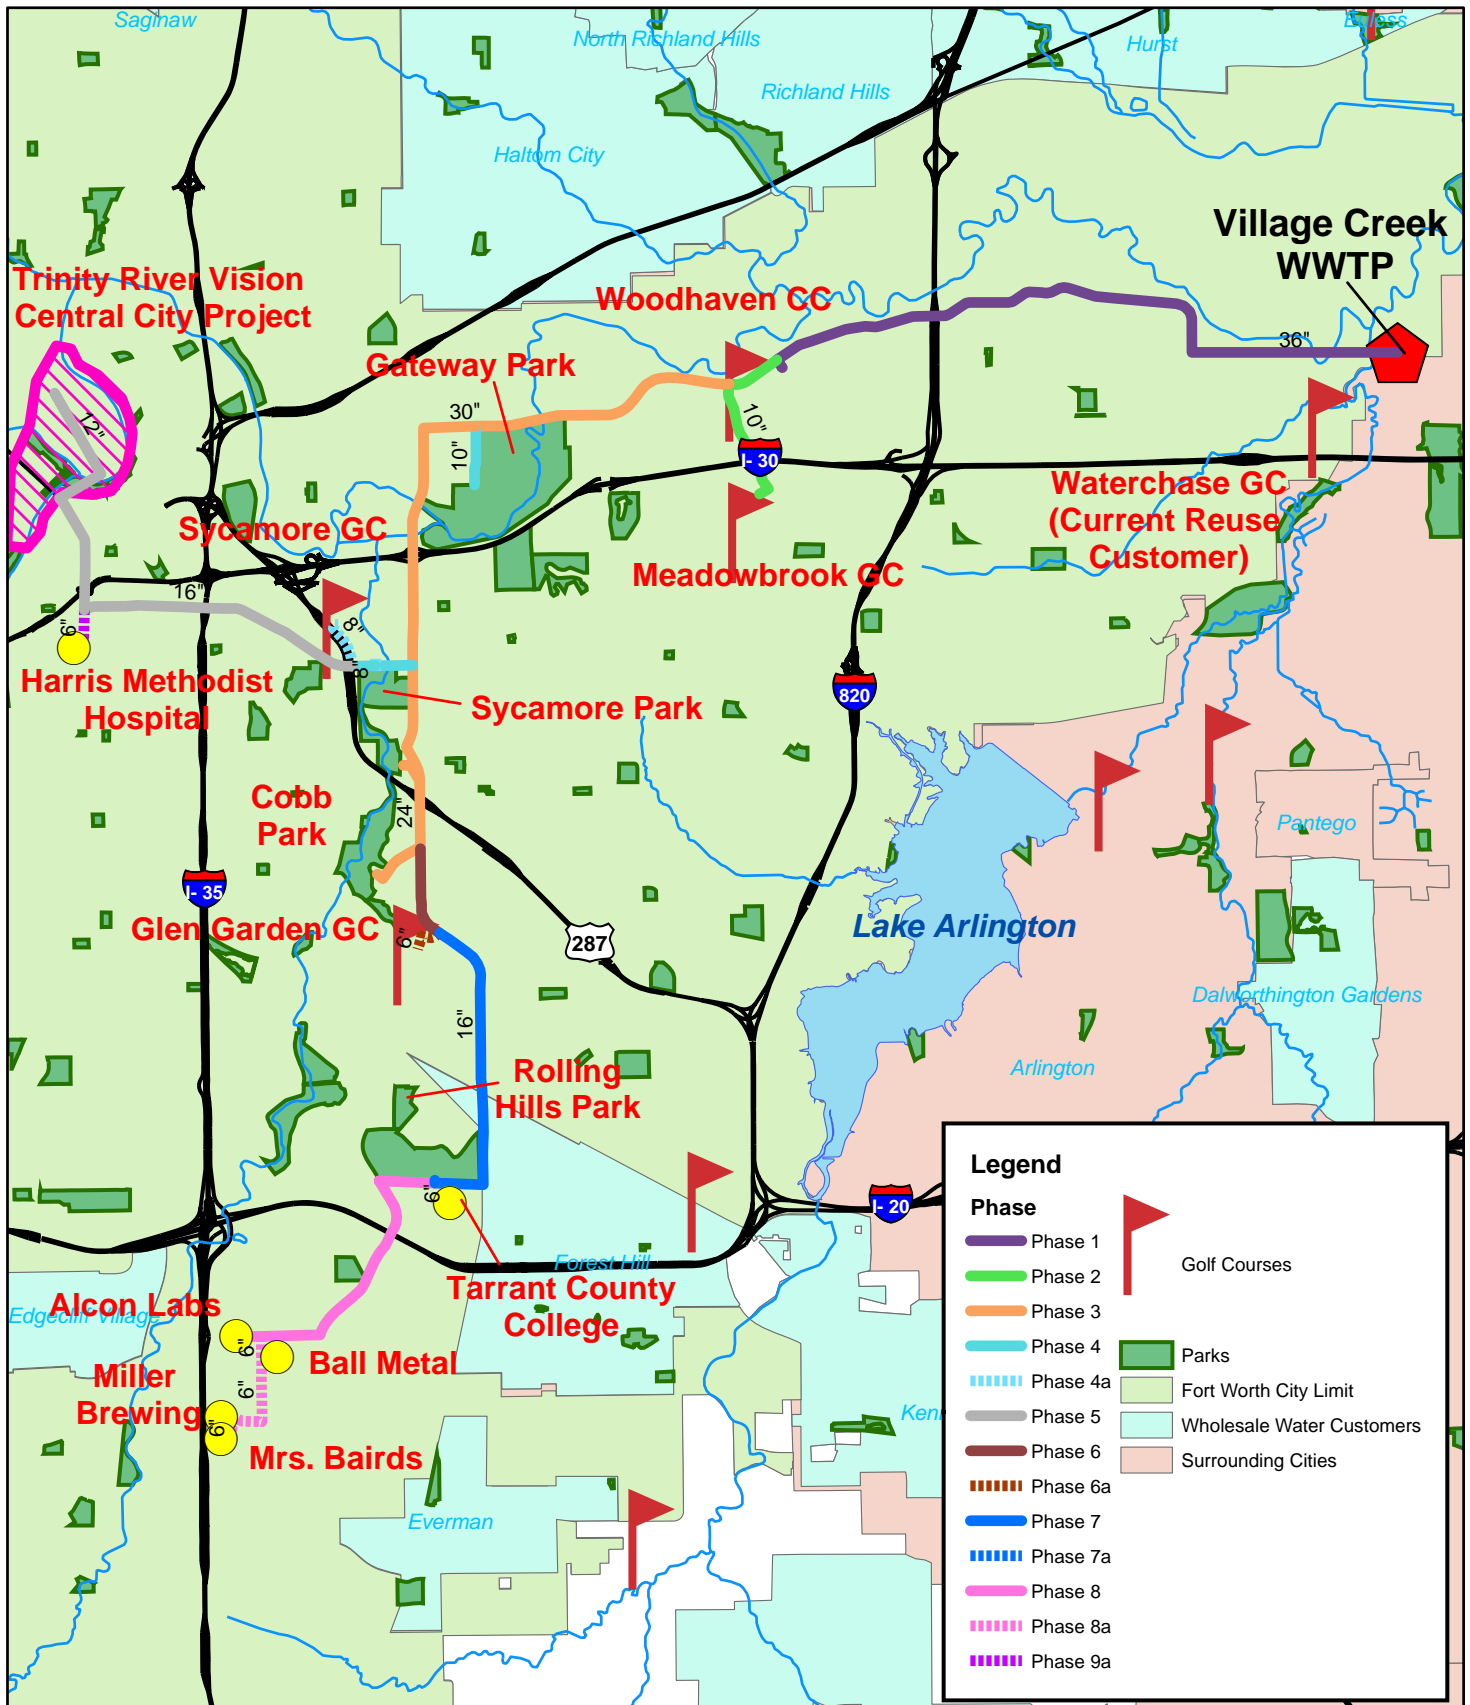 Saginaw
North Richland Hills
Hurst
Euless
Richland Hills
Haltom City
Village Creek
WWTP
Trinity River Vision
Central City Project
Woodhaven CC
36"
Gateway Park
30"
10"
12"
10"
I- 30
Waterchase GC
(Current Reuse
Customer)
Sycamore GC
Meadowbrook GC
16"
6"
8"
8"
Harris Methodist
Hospital
Sycamore Park
820
Cobb
Park
24"
Pantego
I- 35
Glen Garden GC
6"
287
Lake Arlington
Dalworthington Gardens
16"
Rolling
Hills Park
Arlington
6"
I- 20
Forest Hill
Tarrant County
College
Edgecliff Village
Alcon Labs
6"
Ball Metal
Miller
Brewing
6"
6"
Mrs. Bairds
Kenn
Everman
Legend
Phase
Phase 1
Phase 2
Phase 3
Phase 4
Phase 4a
Phase 5
Phase 6
Phase 6a
Phase 7
Phase 7a
Phase 8
Phase 8a
Phase 9a
Golf Courses
Parks
Fort Worth City Limit
Wholesale Water Customers
Surrounding Cities